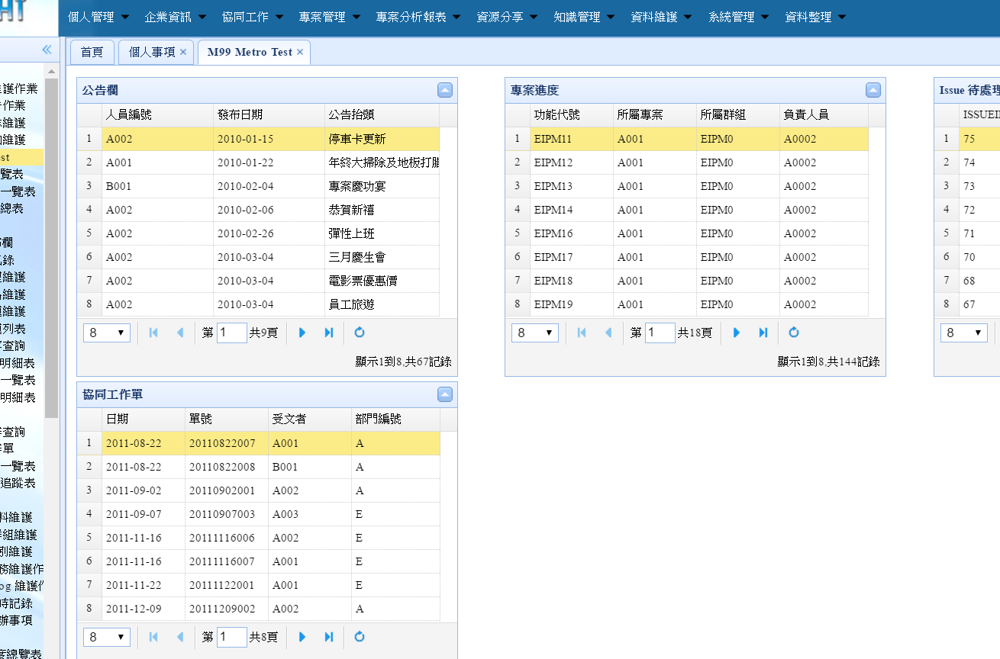 HT
個人管理 企業資訊 協同工作 專案管理 專案分析報表 資源分享 知識管理 資料維護 系統管理 資料整理
首頁 個人事項 × M99 Metro Test ×
護作業
作業
維護
維護
est
覽表
一覽表
總表
欄
錄
維護
維護
維護
列表
查詢
明細表
一覽表
明細表
查詢
單
一覽表
追蹤表
料維護
組維護
別維護
務維護作
og 維護作
時記錄
辦事項
總覽表
公告欄
人員編號 發布日期 公告抬頭
1 A002 2010-01-15 停車卡更新
2 A001 2010-01-22 年終大掃除及地板打腊
3 B001 2010-02-04 專案慶功宴
4 A002 2010-02-06 恭賀新禧
5 A002 2010-02-26 彈性上班
6 A002 2010-03-04 三月慶生會
7 A002 2010-03-04 電影票優惠價
8 A002 2010-03-04 員工旅遊
8 第 1 共9頁
顯示1到8,共67記錄
專案進度
功能代號 所屬專案 所屬群組 負責人員
1 EIPM11 A001 EIPM0 A0002
2 EIPM12 A001 EIPM0 A0002
3 EIPM13 A001 EIPM0 A0002
4 EIPM14 A001 EIPM0 A0002
5 EIPM16 A001 EIPM0 A0002
6 EIPM17 A001 EIPM0 A0002
7 EIPM18 A001 EIPM0 A0002
8 EIPM19 A001 EIPM0 A0002
8 第 1 共18頁
顯示1到8,共144記錄
Issue 待處理
ISSUEI
1 75
2 74
3 73
4 72
5 71
6 70
7 68
8 67
8
協同工作單
日期 單號 受文者 部門編號
1 2011-08-22 20110822007 A001 A
2 2011-08-22 20110822008 B001 A
3 2011-09-02 20110902001 A002 A
4 2011-09-07 20110907003 A003 E
5 2011-11-16 20111116006 A002 E
6 2011-11-16 20111116007 A001 E
7 2011-11-22 20111122001 A001 E
8 2011-12-09 20111209002 A002 A
8 第 1 共8頁